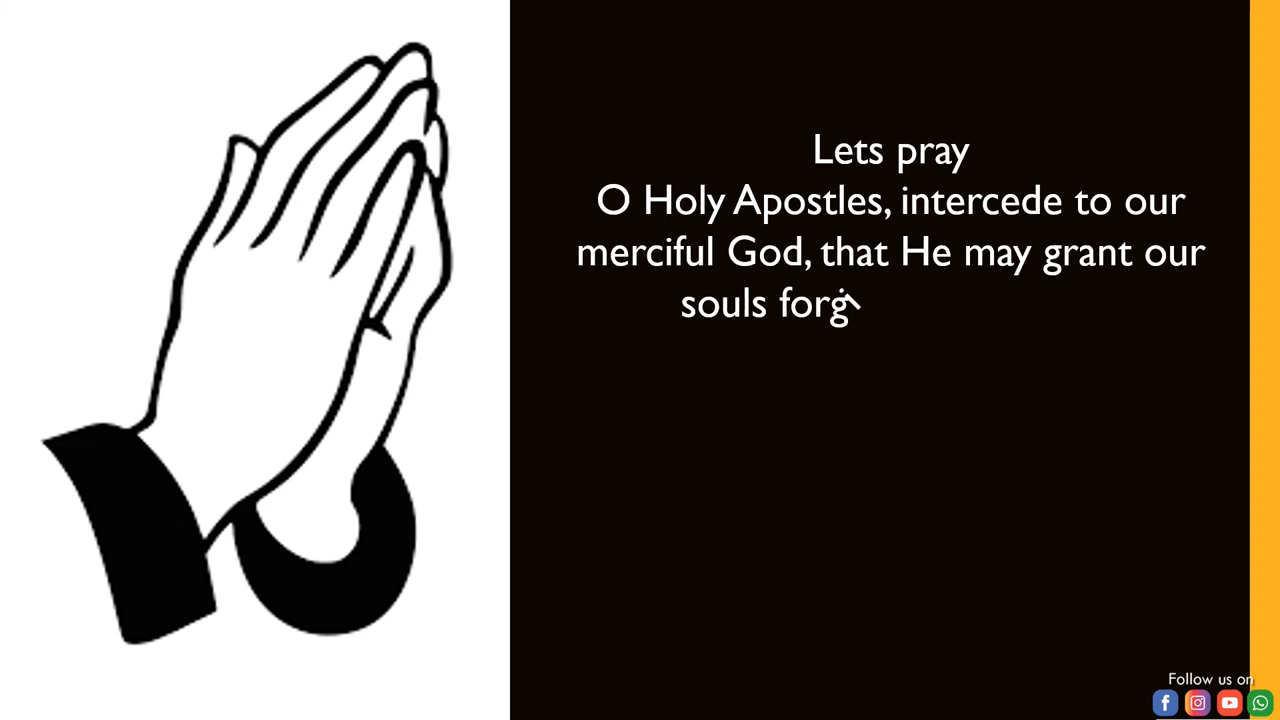 Lets pray
O Holy Apostles, intercede to our
merciful God, that He may grant our
souls forg
Follow us on